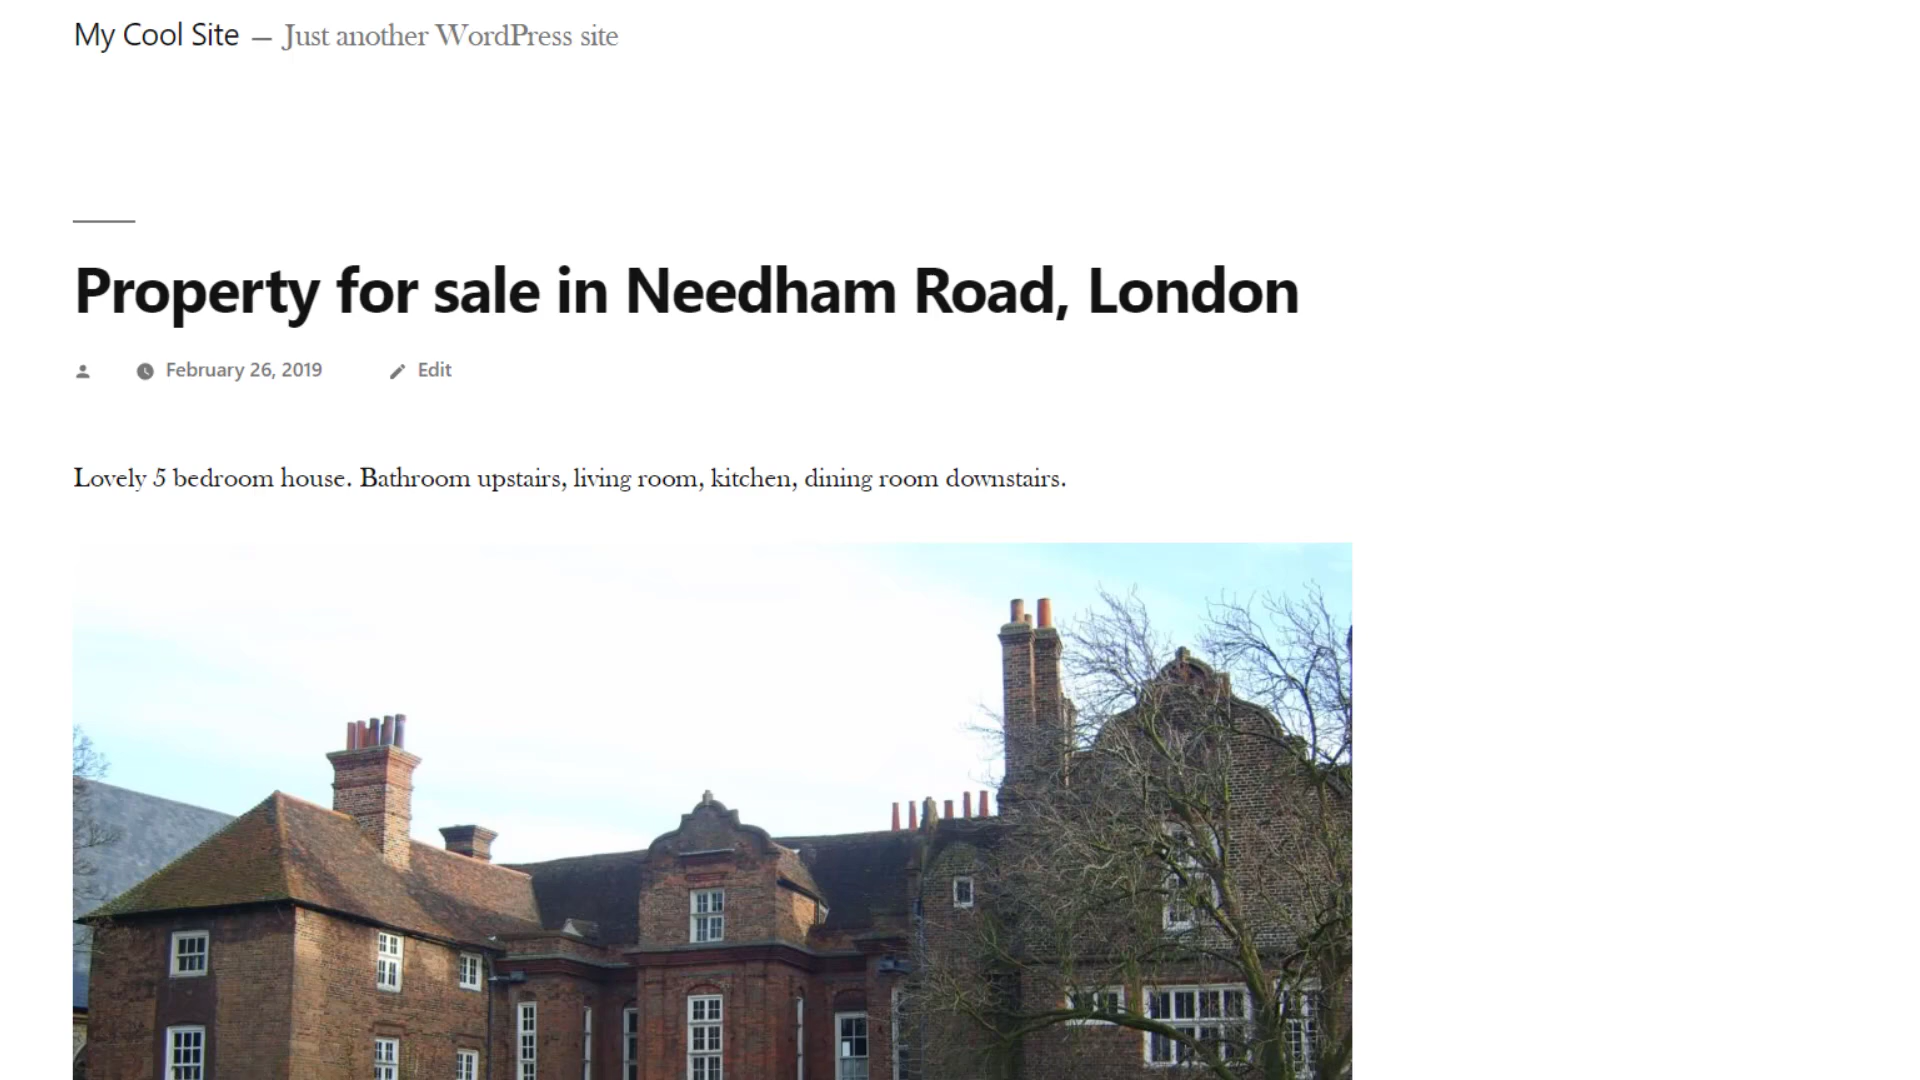 My Cool Site — Just another WordPress site
Property for sale in Needham Road, London
February 26, 2019 Edit
Lovely 5 bedroom house. Bathroom upstairs, living room, kitchen, dining room downstairs.